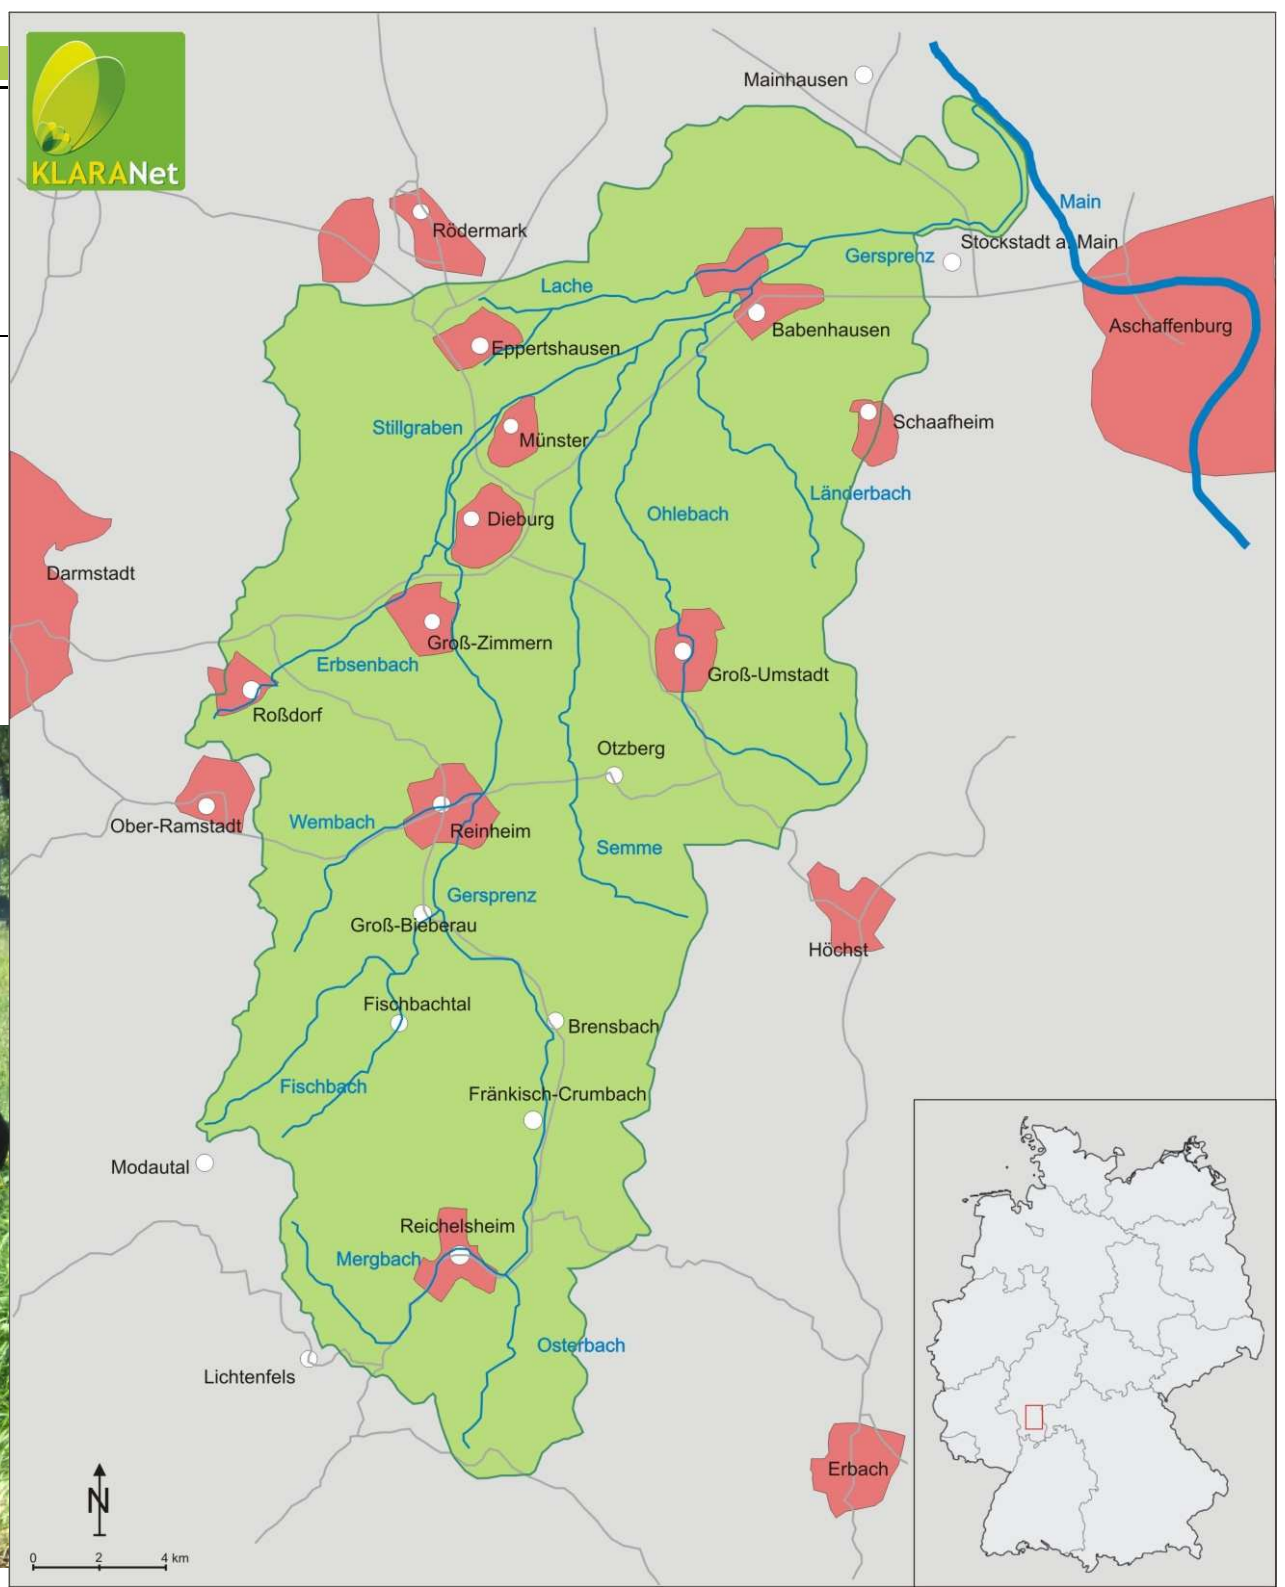 Mainhausen
KLARANet
Main
Rödermark
Stockstadt a. Main
Gersprenz
Lache
Aschaffenburg
Babenhausen
Eppertshausen
Schaafheim
Stillgraben
Münster
Länderbach
Ohlebach
Dieburg
Darmstadt
Groß-Zimmern
Erbsenbach
Groß-Umstadt
Roßdorf
Otzberg
Wembach
Ober-Ramstadt
Reinheim
Semme
Gersprenz
Groß-Bieberau
Höchst
Fischbachtal
Brensbach
Fischbach
Fränkisch-Crumbach
Modautal
Reichelsheim
Mergbach
Osterbach
Lichtenfels
Erbach
N
0 2 4 km